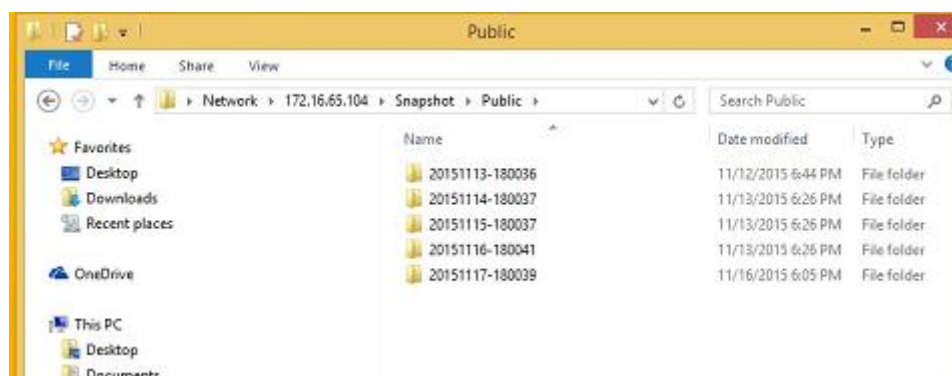 Public
File Home Share View
Network 172.16.65.104 Snapshot Public Search Public
Name Date modified Type
Favorites
Desktop
Downloads
Recent places
OneDrive
This PC
Desktop
Documents
20151113-180036 11/12/2015 6:44 PM File folder
20151114-180037 11/13/2015 6:26 PM File folder
20151115-180037 11/13/2015 6:26 PM File folder
20151116-180041 11/13/2015 6:26 PM File folder
20151117-180039 11/16/2015 6:05 PM File folder